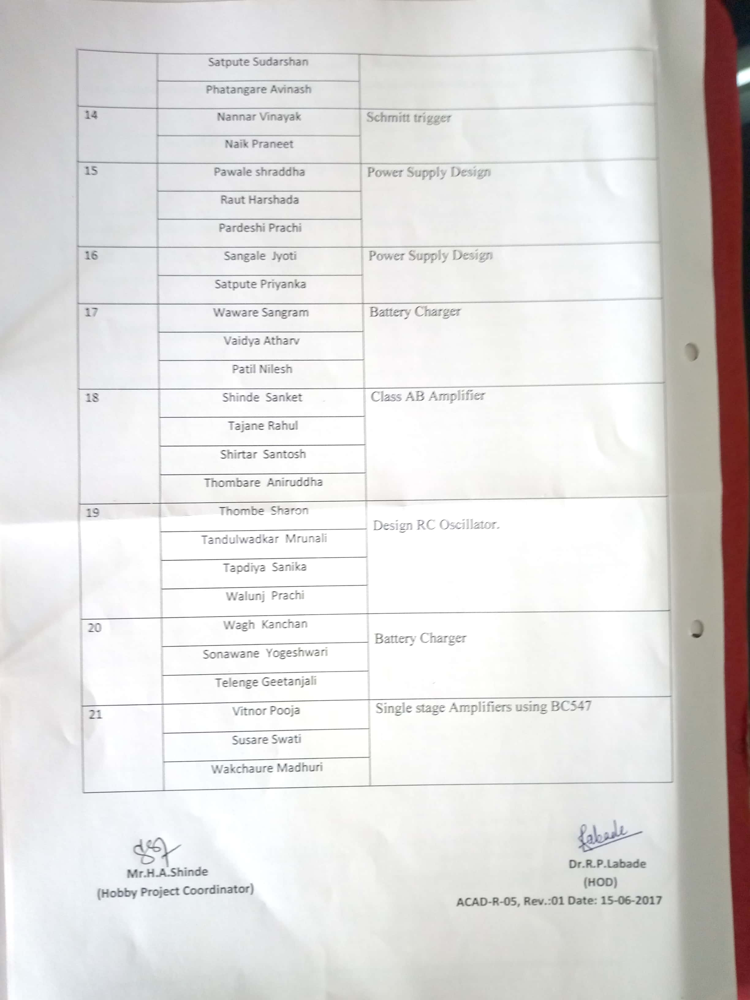 Satpute Sudarshan
Phatangare Avinash
14 Nannar Vinayak Schmitt trigger
Naik Praneet
15 Pawale shraddha Power Supply Design
Raut Harshada
Pardeshi Prachi
16 Sangale Jyoti Power Supply Design
Satpute Priyanka
17 Waware Sangram Battery Charger
Vaidya Atharv
Patil Nilesh
18 Shinde Sanket Class AB Amplifier
Tajane Rahul
Shirtar Santosh
Thombare Aniruddha
19 Thombe Sharon
Design RC Oscillator.
Tandulwadkar Mrunali
Tapdiya Sanika
Walunj Prachi
20 Wagh Kanchan
Battery Charger
Sonawane Yogeshwari
Telenge Geetanjali
21 Vitnor Pooja Single stage Amplifiers using BC547
Susare Swati
Wakchaure Madhuri
Labade
Mr.H.A.Shinde Dr.R.P.Labade
(Hobby Project Coordinator) (HOD)
ACAD-R-05, Rev.:01 Date: 15-06-2017